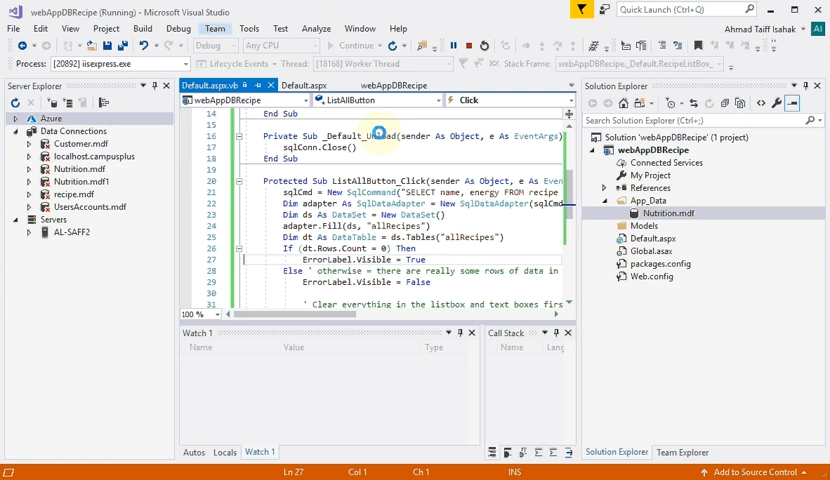 webAppDBRecipe (Running) - Microsoft Visual Studio
Quick Launch (Ctrl+Q)
File Edit View Project Build Debug Team Tools Test Analyze Window Help
Ahmad Taiff Isahak AI
Debug Any CPU Continue
Process: [20892] iisexpress.exe Lifecycle Events Thread: [18168] Worker Thread Stack Frame: webAppDBRecipe._Default.RecipeListBox_
Server Explorer
Azure
Data Connections
Customer.mdf
localhost.campusplus
Nutrition.mdf
Nutrition.mdf1
recipe.mdf
UsersAccounts.mdf
Servers
AL-SAFF2
Default.aspx.vb Default.aspx webAppDBRecipe
webAppDBRecipe ListAllButton Click
14 End Sub
15
16 Private Sub _Default_Unload(sender As Object, e As EventArgs)
17 sqlConn.Close()
18 End Sub
19
20 Protected Sub ListAllButton_Click(sender As Object, e As Even
21 sqlCmd = New SqlCommand("SELECT name, energy FROM recipe
22 Dim adapter As SqlDataAdapter = New SqlDataAdapter(sqlCmd
23 Dim ds As DataSet = New DataSet()
24 adapter.Fill(ds, "allRecipes")
25 Dim dt As DataTable = ds.Tables("allRecipes")
26 If (dt.Rows.Count = 0) Then
27 ErrorLabel.Visible = True
28 Else ' otherwise = there are really some rows of data in
29 ErrorLabel.Visible = False
30
31 ' Clear everything in the listbox and text boxes firs
100 %
Watch 1
Name Value Type
Autos Locals Watch 1
Call Stack
Name Lang
Solution Explorer
Search Solution Explorer (Ctrl+;)
Solution 'webAppDBRecipe' (1 project)
webAppDBRecipe
Connected Services
My Project
References
App_Data
Nutrition.mdf
Models
Default.aspx
Global.asax
packages.config
Web.config
Solution Explorer Team Explorer
Ln 27 Col 1 Ch 1 INS Add to Source Control